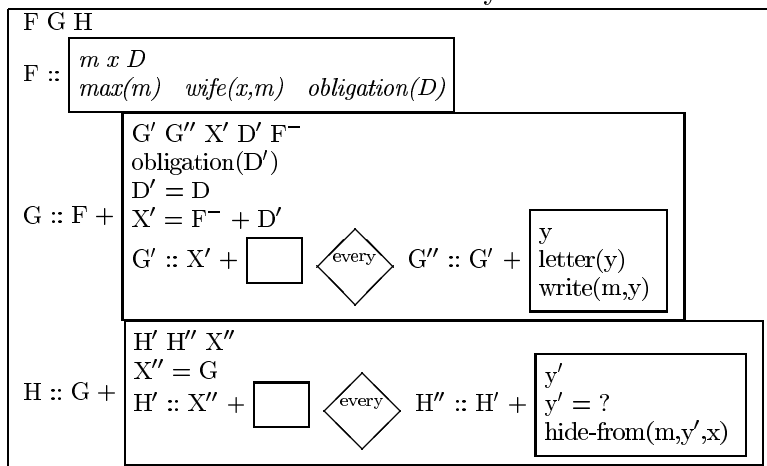 F G H
F :: m x D
max(m) wife(x,m) obligation(D)
G′ G″ X′ D′ F⁻
obligation(D′)
D′ = D
G :: F + X′ = F⁻ + D′
G′ :: X′ + every G″ :: G′ + y
letter(y)
write(m,y)
H′ H″ X″
X″ = G
H :: G + H′ :: X″ + every H″ :: H′ + y′
y′ = ?
hide-from(m,y′,x)